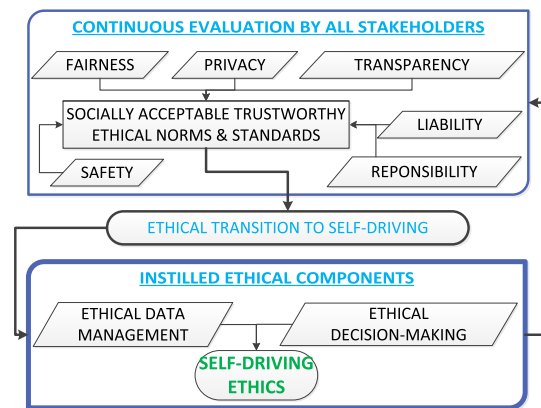 CONTINUOUS EVALUATION BY ALL STAKEHOLDERS
FAIRNESS
PRIVACY
TRANSPARENCY
SOCIALLY ACCEPTABLE TRUSTWORTHY
ETHICAL NORMS & STANDARDS
LIABILITY
SAFETY
REPONSIBILITY
ETHICAL TRANSITION TO SELF-DRIVING
INSTILLED ETHICAL COMPONENTS
ETHICAL DATA
MANAGEMENT
ETHICAL
DECISION-MAKING
SELF-DRIVING
ETHICS